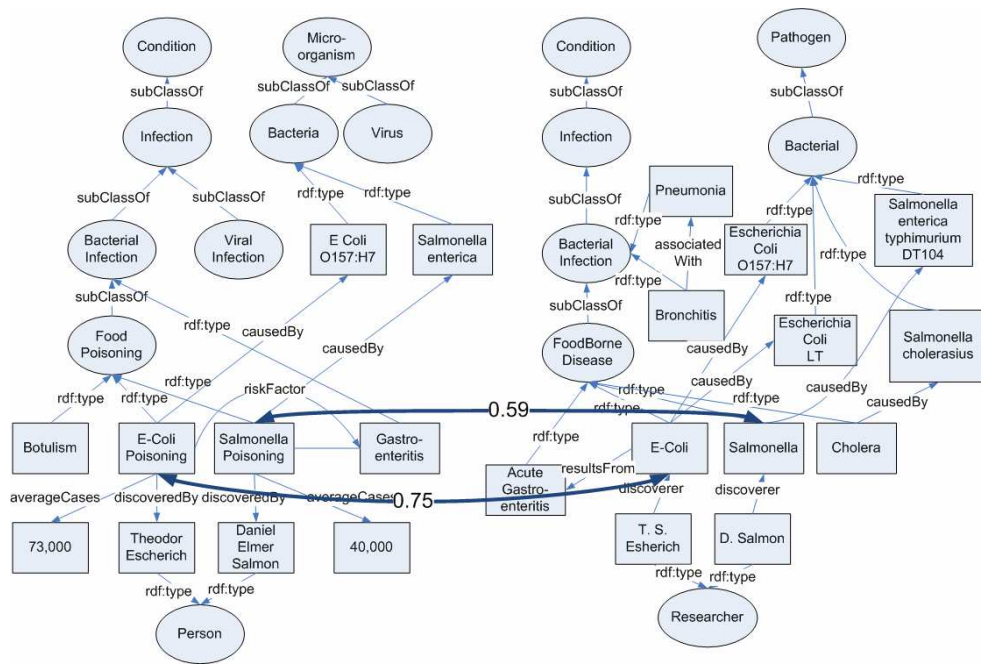 Condition
Micro-
organism
Condition
Pathogen
subClassOf
subClassOf
subClassOf
subClassOf
subClassOf
Infection
Bacteria
Virus
Infection
Bacterial
subClassOf
subClassOf
rdf:type
rdf:type
subClassOf
Pneumonia
rdf:type
rdf:type
Bacterial
Infection
Viral
Infection
E Coli
O157:H7
Salmonella
enterica
Bacterial
Infection
rdf:type
associated
With
Escherichia
Coli
O157:H7
rdf:type
Salmonella
enterica
typhimurium
DT104
subClassOf
rdf:type
subClassOf
rdf:type
Bronchitis
rdf:type
Food
Poisoning
causedBy
causedBy
FoodBorne
Disease
causedBy
Escherichia
Coli
LT
Salmonella
cholerasius
rdf:type
rdf:type
rdf:type
riskFactor
rdf:type
causedBy
causedBy
rdf:type
rdf:type
causedBy
0.59
Botulism
E-Coli
Poisoning
Salmonella
Poisoning
Gastro-
enteritis
rdf:type
E-Coli
Salmonella
Cholera
averageCases
discoveredBy
discoveredBy
averageCases
0.75
Acute
Gastro-
enteritis
resultsFrom
discoverer
discoverer
73,000
Theodor
Escherich
Daniel
Elmer
Salmon
40,000
T. S.
Esherich
D. Salmon
rdf:type
rdf:type
rdf:type
rdf:type
Person
Researcher